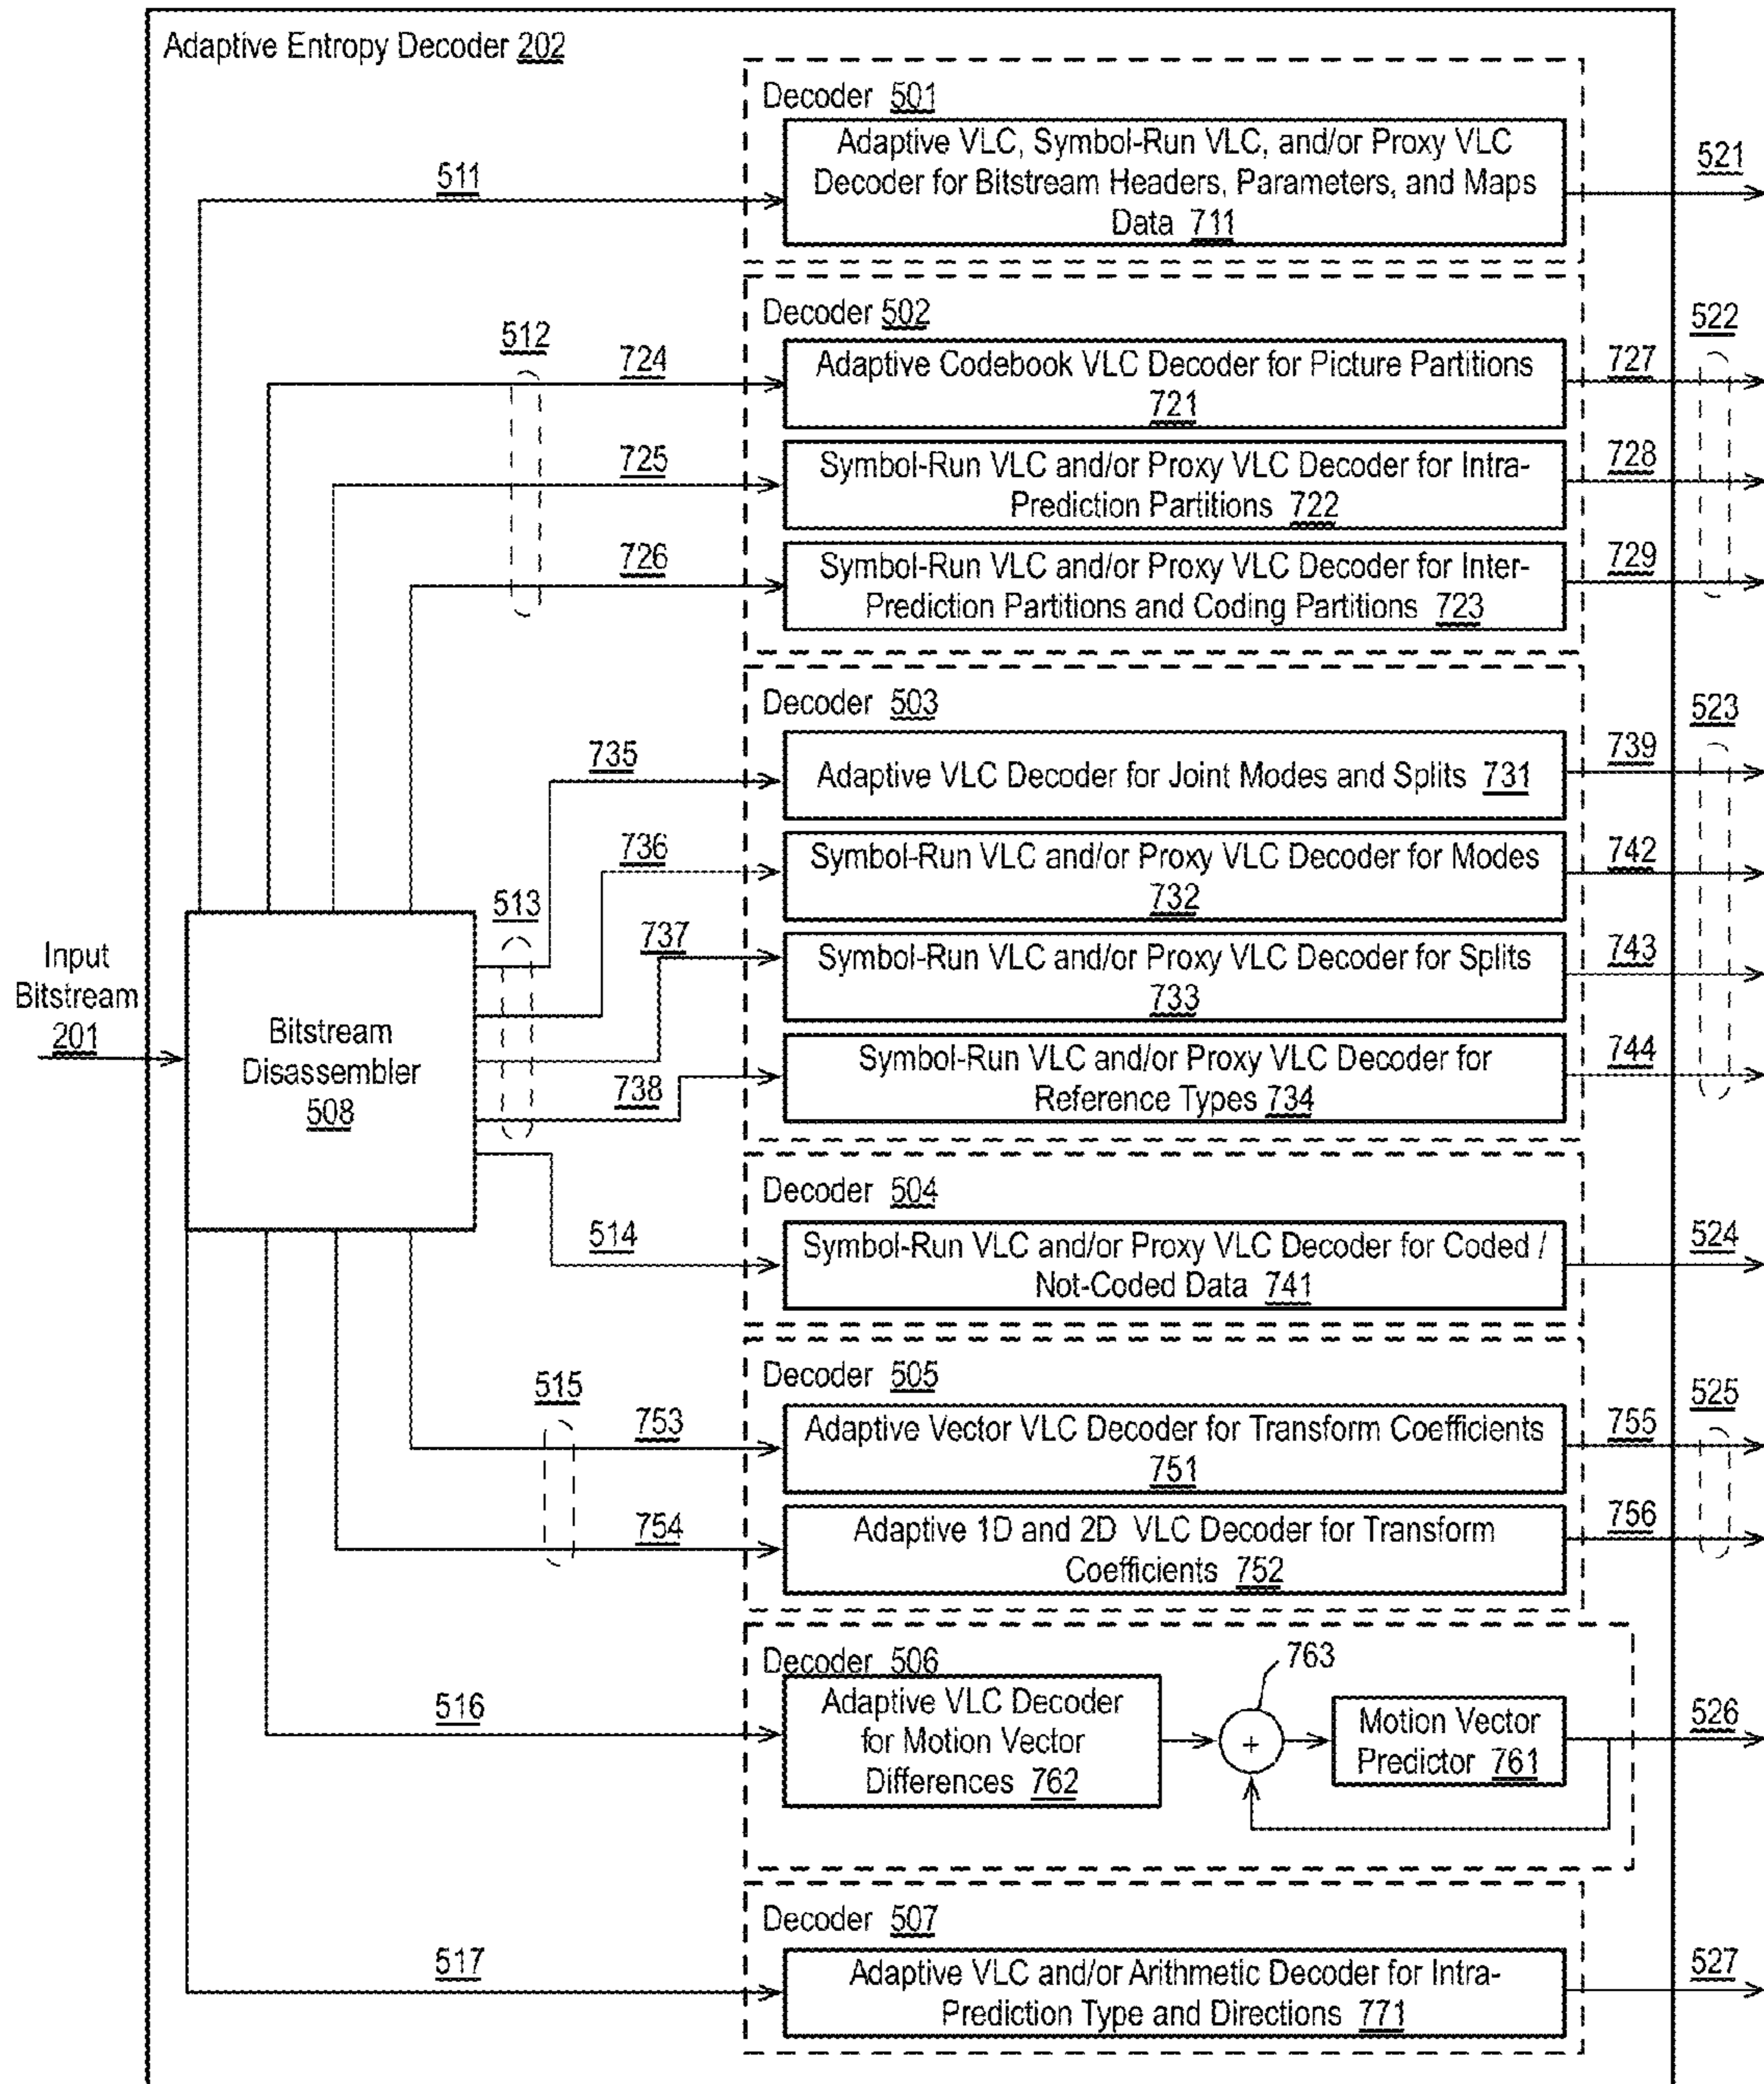 Adaptive Entropy Decoder 202
Decoder 501
Adaptive VLC, Symbol-Run VLC, and/or Proxy VLC
Decoder for Bitstream Headers, Parameters, and Maps
Data 711
511
521
Decoder 502
512
522
724
Adaptive Codebook VLC Decoder for Picture Partitions
721
727
725
Symbol-Run VLC and/or Proxy VLC Decoder for Intra-
Prediction Partitions 722
728
726
Symbol-Run VLC and/or Proxy VLC Decoder for Inter-
Prediction Partitions and Coding Partitions 723
729
Decoder 503
523
735
Adaptive VLC Decoder for Joint Modes and Splits 731
739
736
Symbol-Run VLC and/or Proxy VLC Decoder for Modes
732
742
513
737
Symbol-Run VLC and/or Proxy VLC Decoder for Splits
733
743
Input
Bitstream
201
Bitstream
Disassembler
508
738
Symbol-Run VLC and/or Proxy VLC Decoder for
Reference Types 734
744
Decoder 504
514
Symbol-Run VLC and/or Proxy VLC Decoder for Coded /
Not-Coded Data 741
524
Decoder 505
515
525
753
Adaptive Vector VLC Decoder for Transform Coefficients
751
755
754
Adaptive 1D and 2D VLC Decoder for Transform
Coefficients 752
756
Decoder 506
763
516
Adaptive VLC Decoder
for Motion Vector
Differences 762
+
Motion Vector
Predictor 761
526
Decoder 507
517
Adaptive VLC and/or Arithmetic Decoder for Intra-
Prediction Type and Directions 771
527